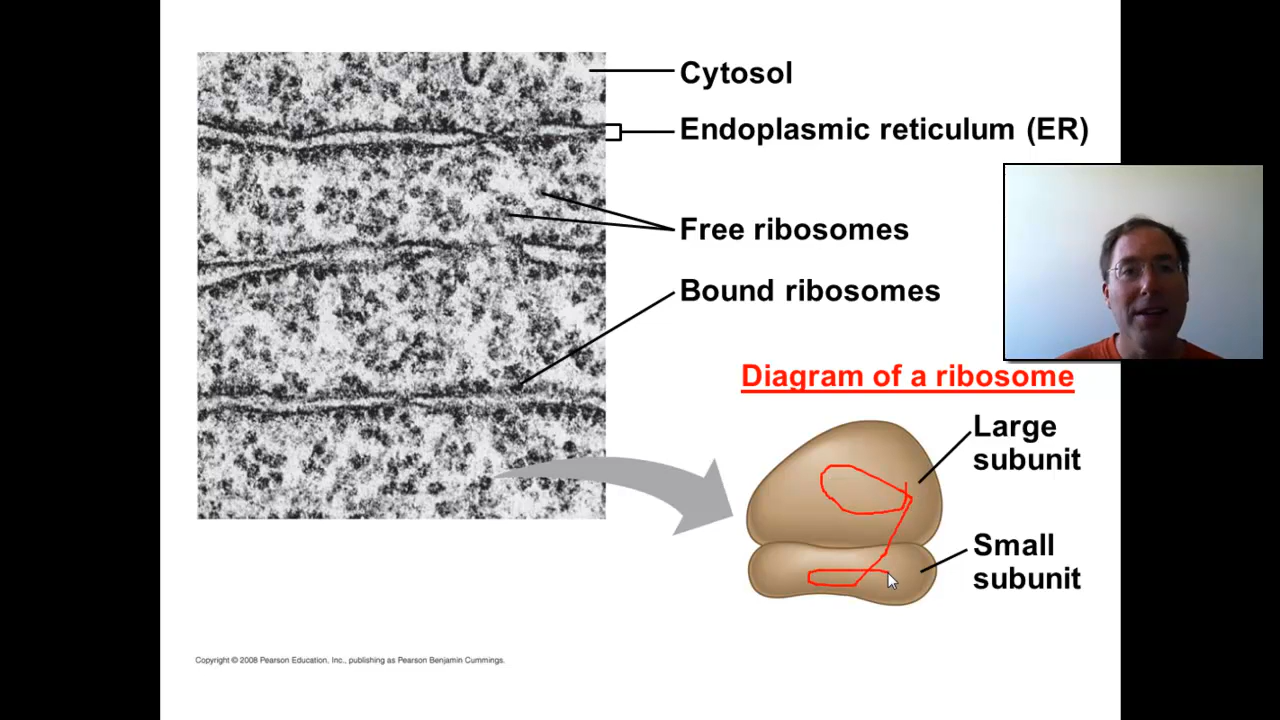 Cytosol
Endoplasmic reticulum (ER)
Free ribosomes
Bound ribosomes
Diagram of a ribosome
Large
subunit
Small
subunit
Copyright © 2008 Pearson Education, Inc., publishing as Pearson Benjamin Cummings.